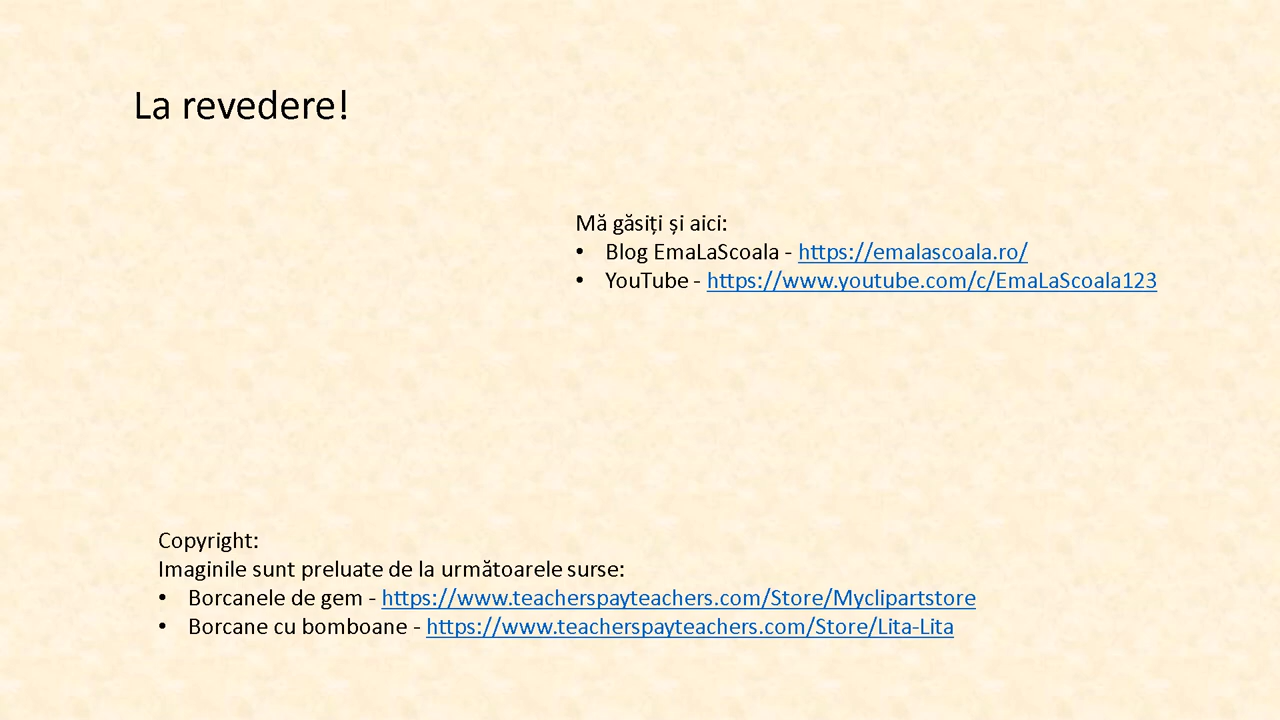 La revedere!
Mă găsiți și aici:
• Blog EmaLaScoala - https://emalascoala.ro/
• YouTube - https://www.youtube.com/c/EmaLaScoala123
Copyright:
Imaginile sunt preluate de la următoarele surse:
• Borcanele de gem - https://www.teacherspayteachers.com/Store/Myclipartstore
• Borcane cu bomboane - https://www.teacherspayteachers.com/Store/Lita-Lita